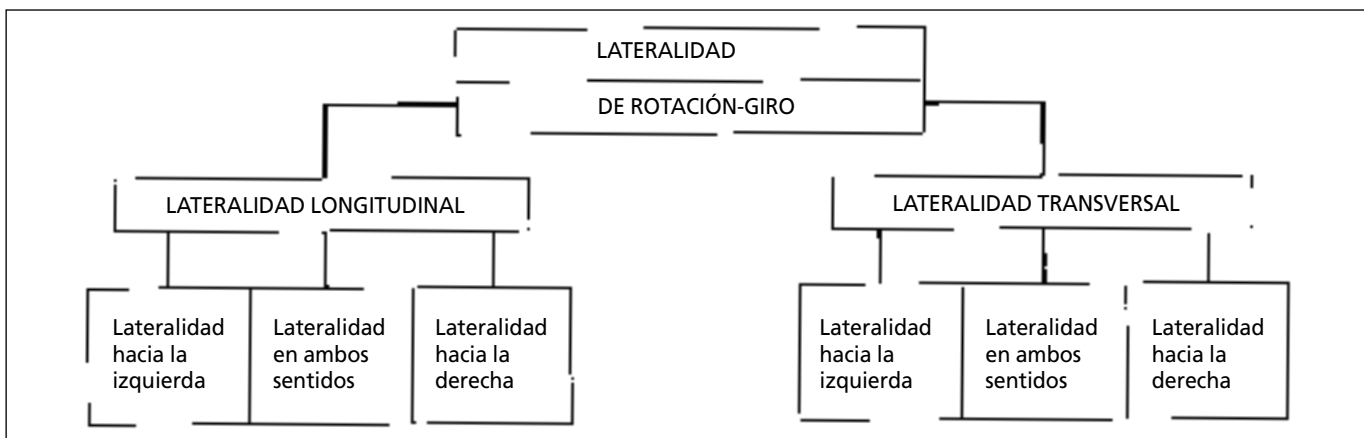 LATERALIDAD
DE ROTACIÓN-GIRO
LATERALIDAD LONGITUDINAL
LATERALIDAD TRANSVERSAL
Lateralidad
hacia la
izquierda
Lateralidad
en ambos
sentidos
Lateralidad
hacia la
derecha
Lateralidad
hacia la
izquierda
Lateralidad
en ambos
sentidos
Lateralidad
hacia la
derecha